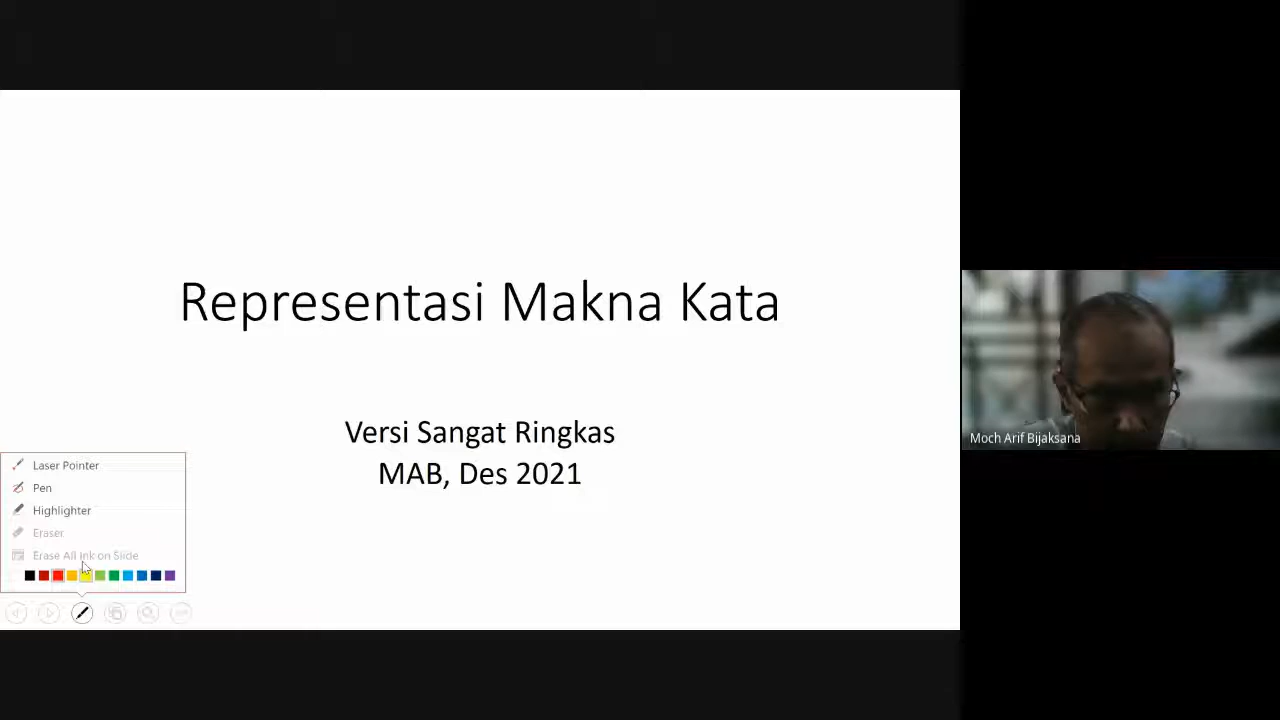 Representasi Makna Kata
Versi Sangat Ringkas
MAB, Des 2021
Laser Pointer
Pen
Highlighter
Eraser
Erase All Ink on Slide
Moch Arif Bijaksana